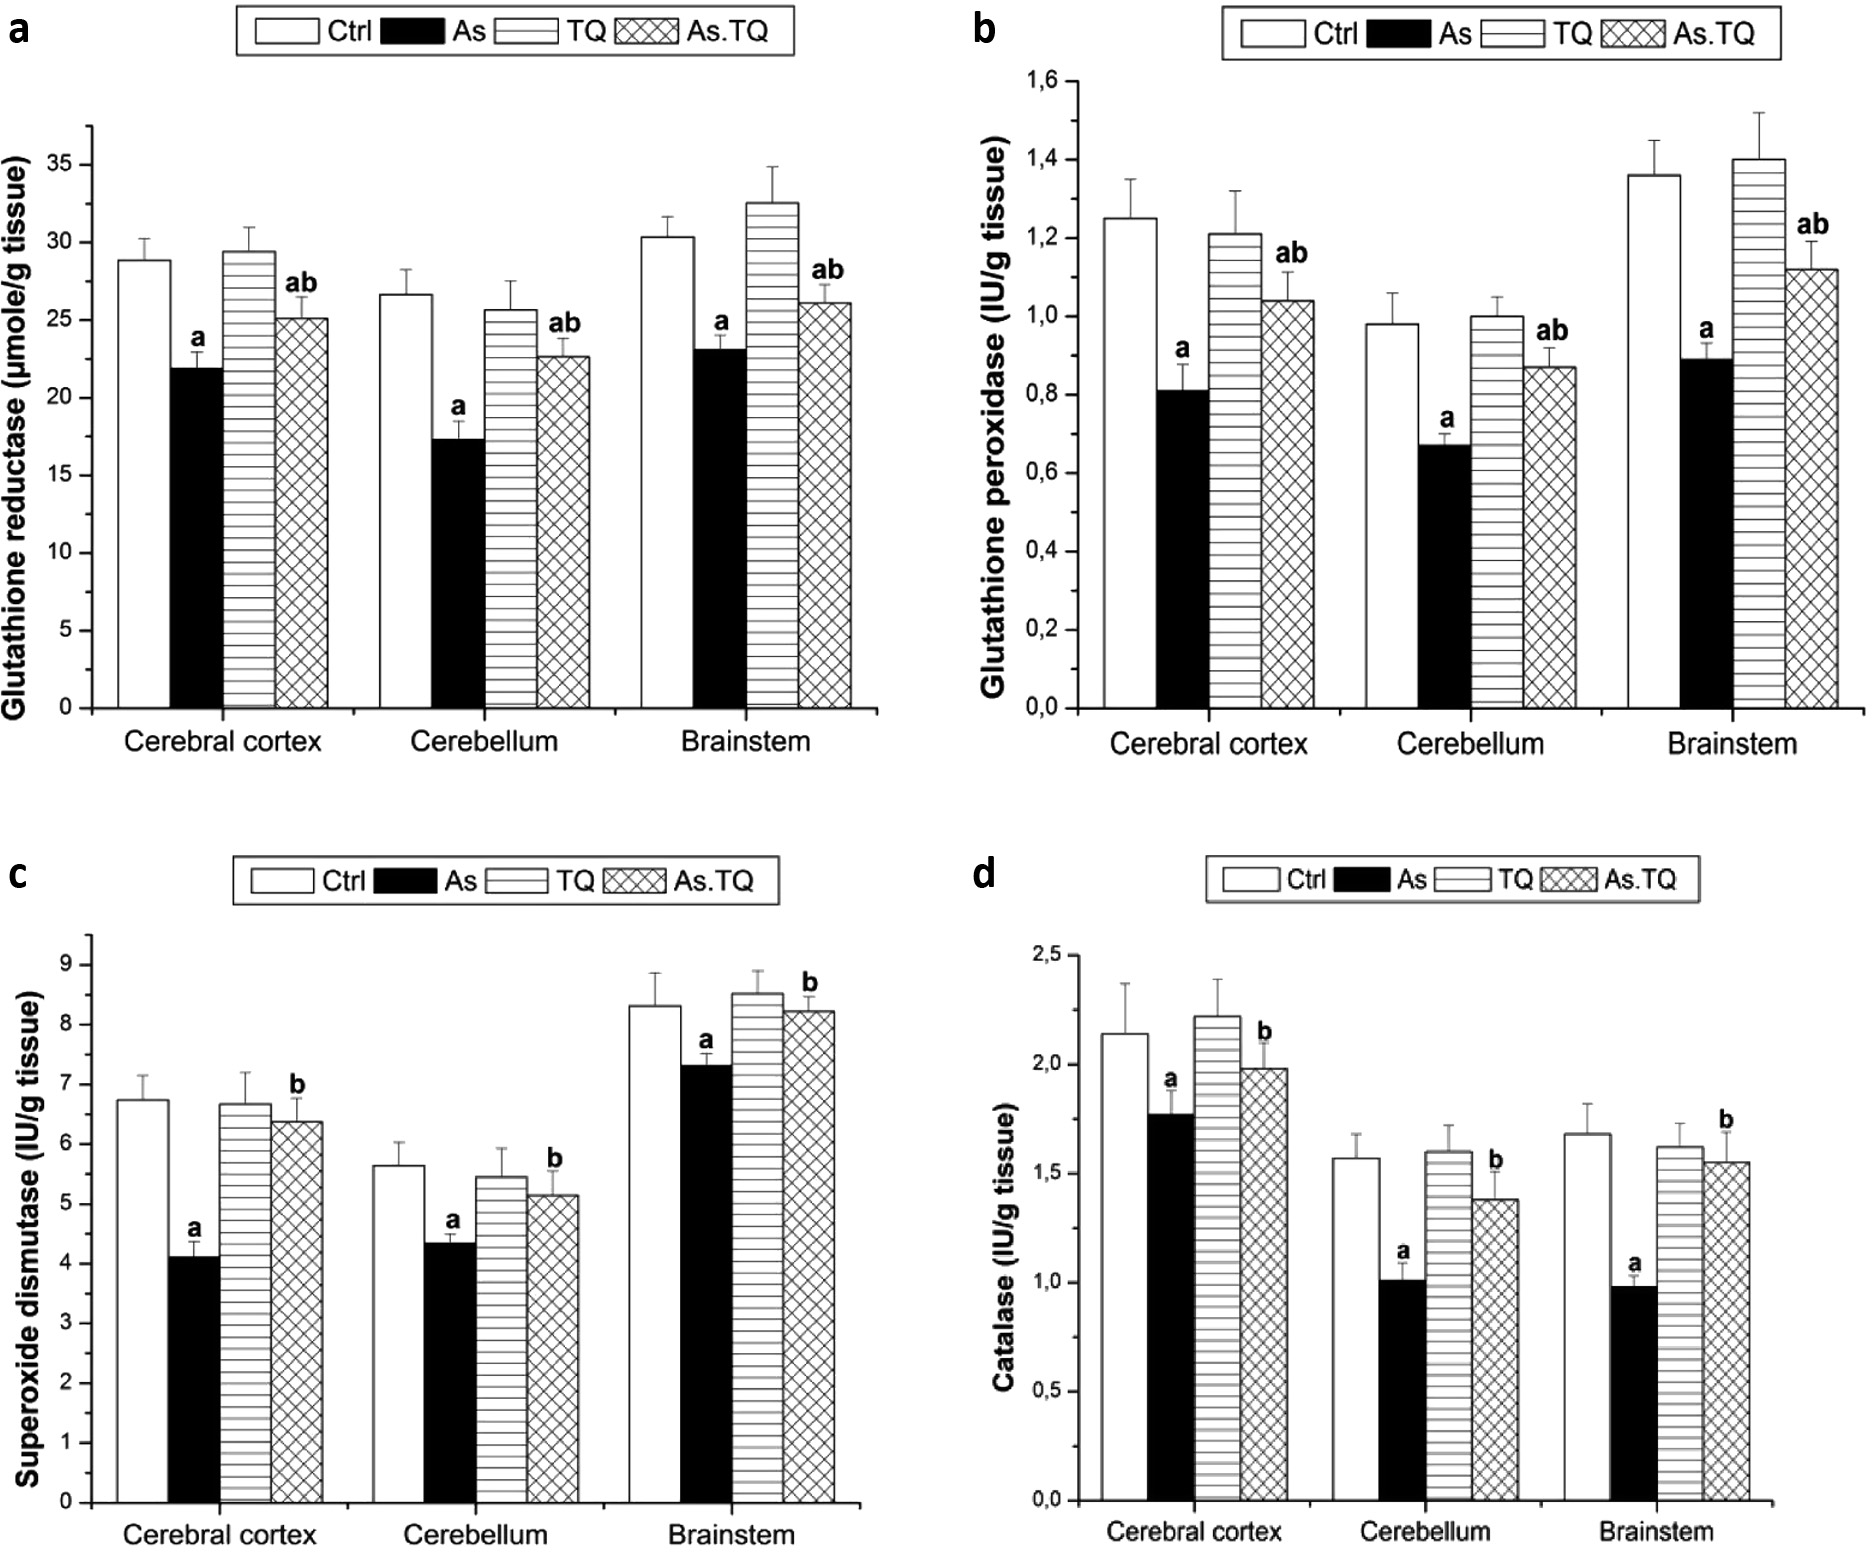 a
Ctrl As TQ As.TQ
Glutathione reductase (µmole/g tissue)
35
30
25
20
15
10
5
0
a
ab
a
ab
a
ab
Cerebral cortex Cerebellum Brainstem
b
Ctrl As TQ As.TQ
Glutathione peroxidase (IU/g tissue)
1,6
1,4
1,2
1,0
0,8
0,6
0,4
0,2
0,0
a
ab
a
ab
a
ab
Cerebral cortex Cerebellum Brainstem
c
Ctrl As TQ As.TQ
Superoxide dismutase (IU/g tissue)
9
8
7
6
5
4
3
2
1
0
a
b
a
b
a
b
Cerebral cortex Cerebellum Brainstem
d
Ctrl As TQ As.TQ
Catalase (IU/g tissue)
2,5
2,0
1,5
1,0
0,5
0,0
a
b
a
b
a
b
Cerebral cortex Cerebellum Brainstem